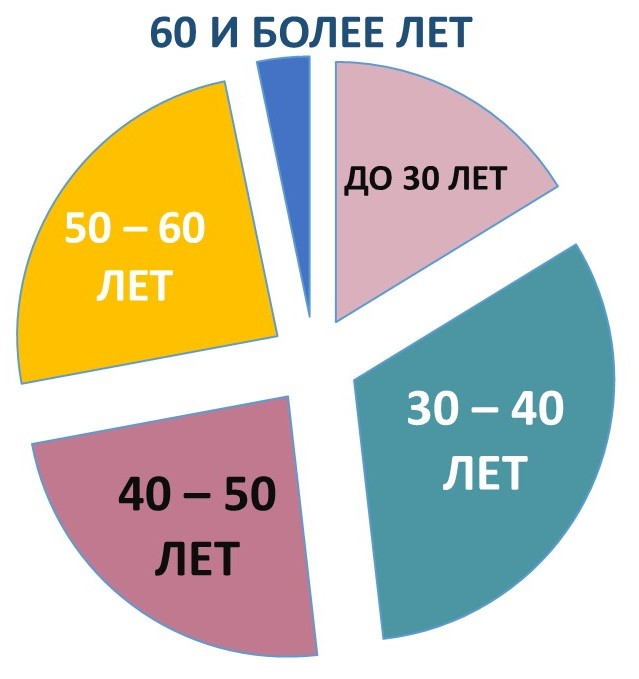 60 И БОЛЕЕ ЛЕТ
ДО 30 ЛЕТ
50 – 60
ЛЕТ
30 – 40
ЛЕТ
40 – 50
ЛЕТ